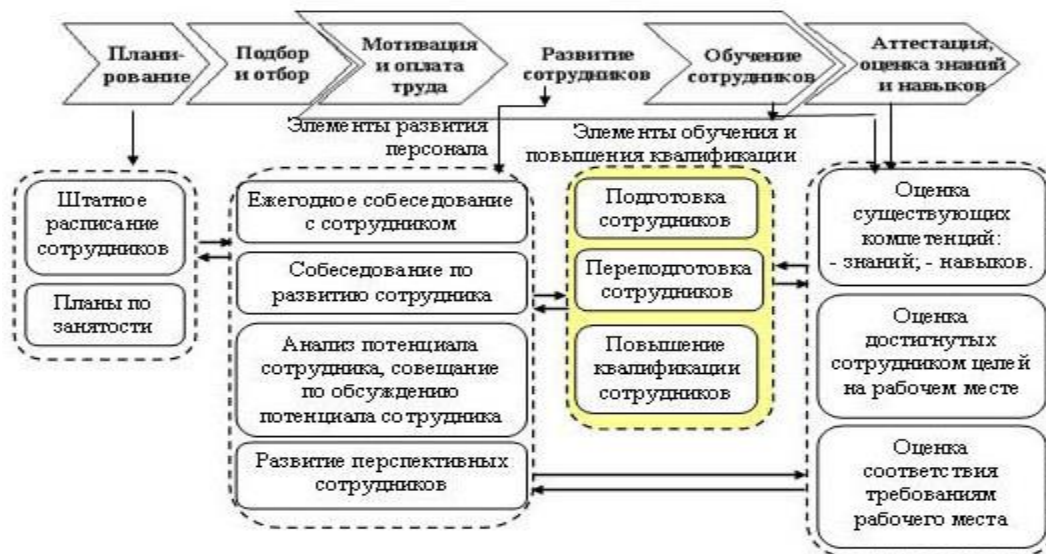 Плани-
рование
Подбор
и отбор
Мотивация
и оплата
труда
Развитие
сотрудников
Обучение
сотрудников
Аттестация,
оценка знаний
и навыков
Элементы развития
персонала
Элементы обучения и
повышения квалификации
Штатное
расписание
сотрудников
Планы по
занятости
Ежегодное собеседование
с сотрудником
Собеседование по
развитию сотрудника
Анализ потенциала
сотрудника, совещание
по обсуждению
потенциала сотрудника
Развитие перспективных
сотрудников
Подготовка
сотрудников
Переподготовка
сотрудников
Повышение
квалификации
сотрудников
Оценка
существующих
компетенций:
- знаний; - навыков.
Оценка
достигнутых
сотрудником целей
на рабочем месте
Оценка
соответствия
требованиям
рабочего места